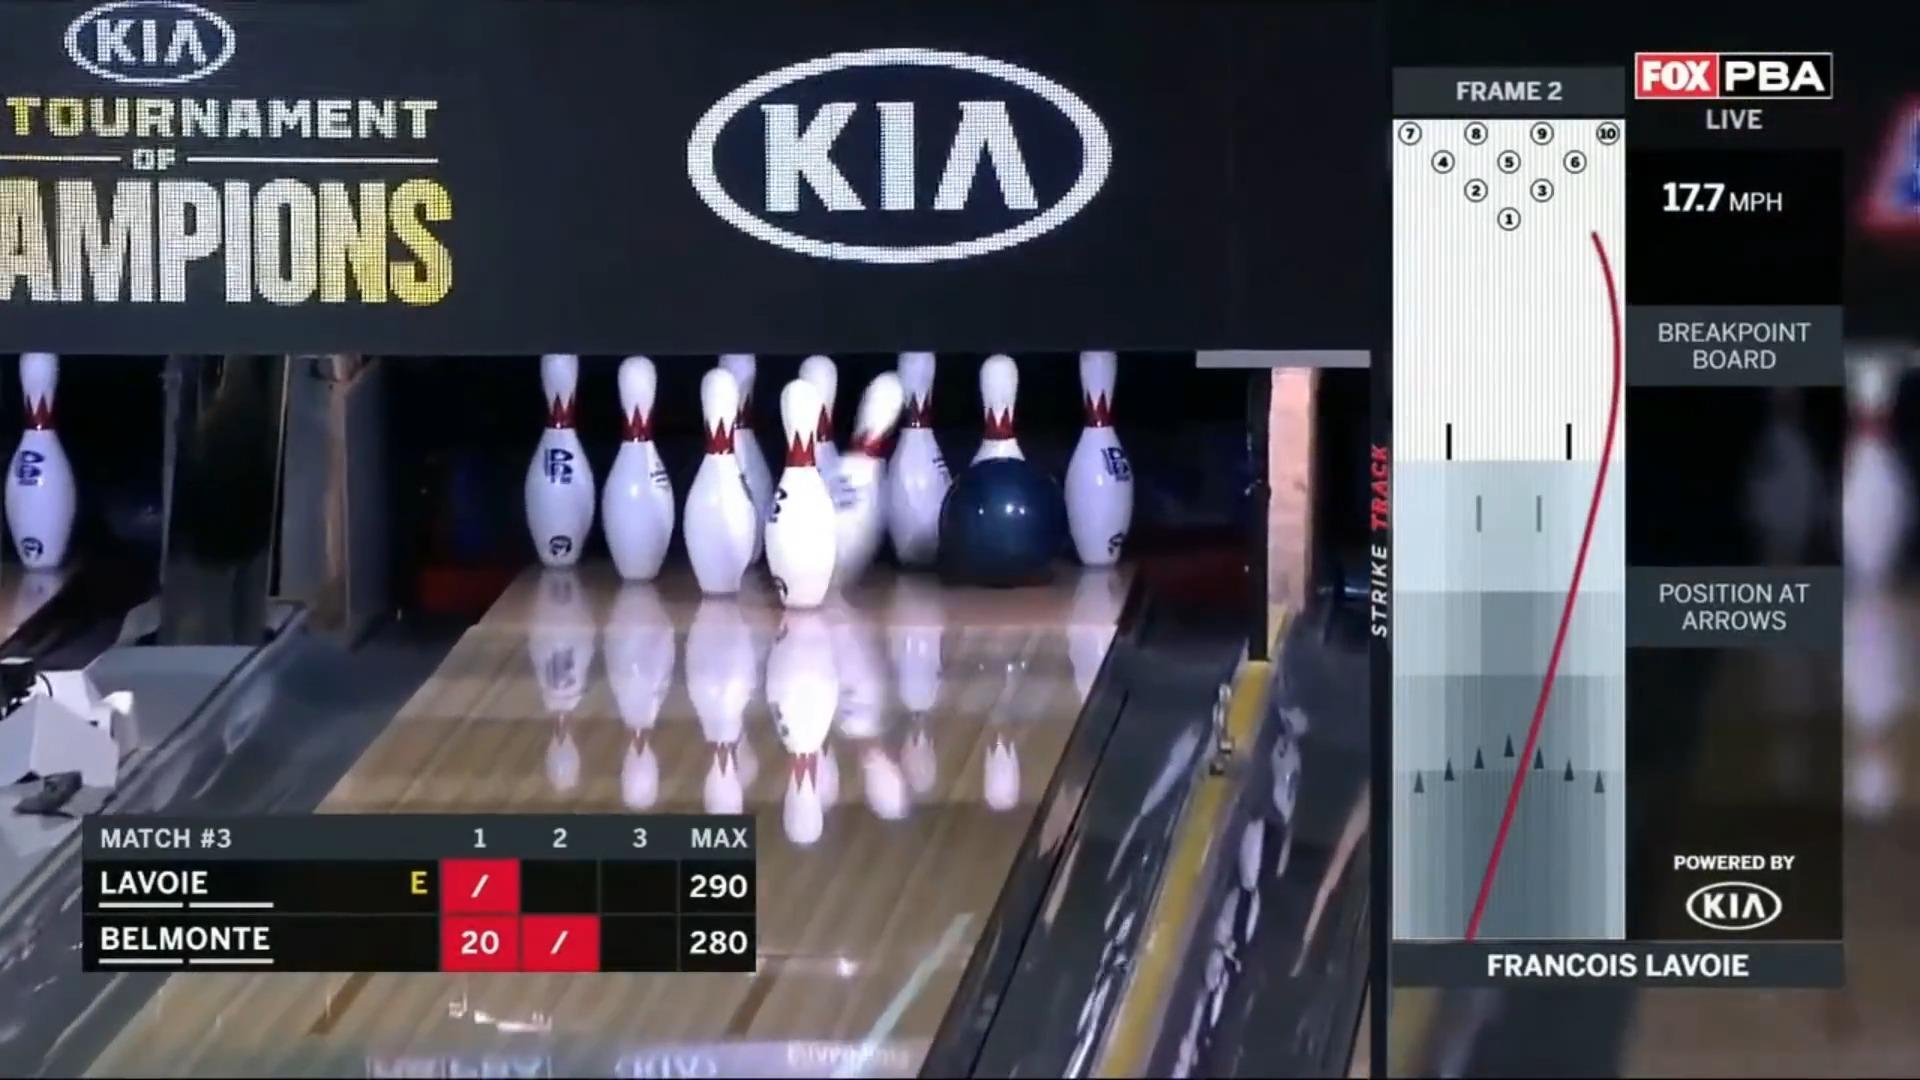 KIA
TOURNAMENT
OF
AMPIONS
KIA
FRAME 2
7 8 9 10
4 5 6
2 3
1
FOX PBA
LIVE
17.7 MPH
BREAKPOINT
BOARD
POSITION AT
ARROWS
STRIKE TRACK
POWERED BY
KIA
FRANCOIS LAVOIE
MATCH #3 1 2 3 MAX
LAVOIE E / 290
BELMONTE 20 / 280